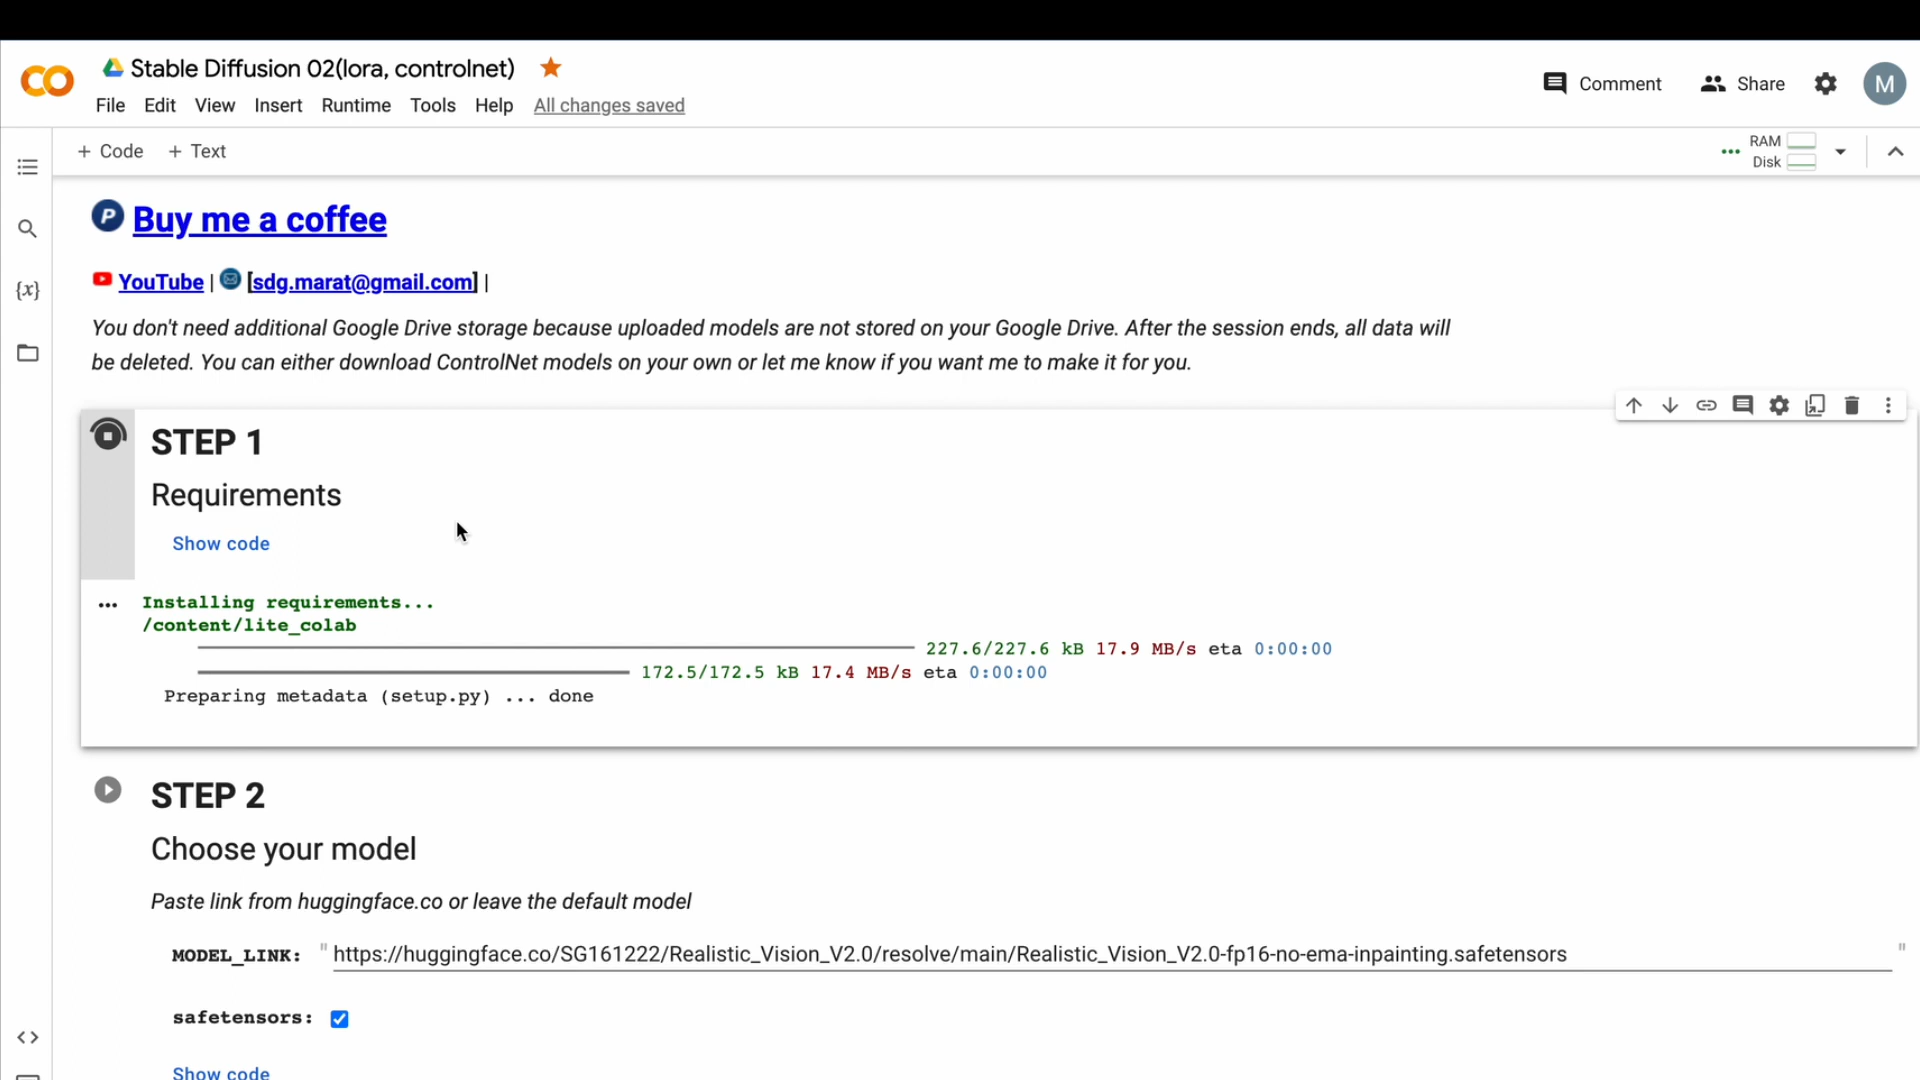 Stable Diffusion 02(lora, controlnet)
File Edit View Insert Runtime Tools Help All changes saved
Comment Share M
+ Code + Text
RAM
Disk
Buy me a coffee
YouTube | [sdg.marat@gmail.com] |
You don't need additional Google Drive storage because uploaded models are not stored on your Google Drive. After the session ends, all data will
be deleted. You can either download ControlNet models on your own or let me know if you want me to make it for you.
STEP 1
Requirements
Show code
Installing requirements...
/content/lite_colab
227.6/227.6 kB 17.9 MB/s eta 0:00:00
172.5/172.5 kB 17.4 MB/s eta 0:00:00
Preparing metadata (setup.py) ... done
STEP 2
Choose your model
Paste link from huggingface.co or leave the default model
MODEL_LINK: " https://huggingface.co/SG161222/Realistic_Vision_V2.0/resolve/main/Realistic_Vision_V2.0-fp16-no-ema-inpainting.safetensors "
safetensors:
Show code